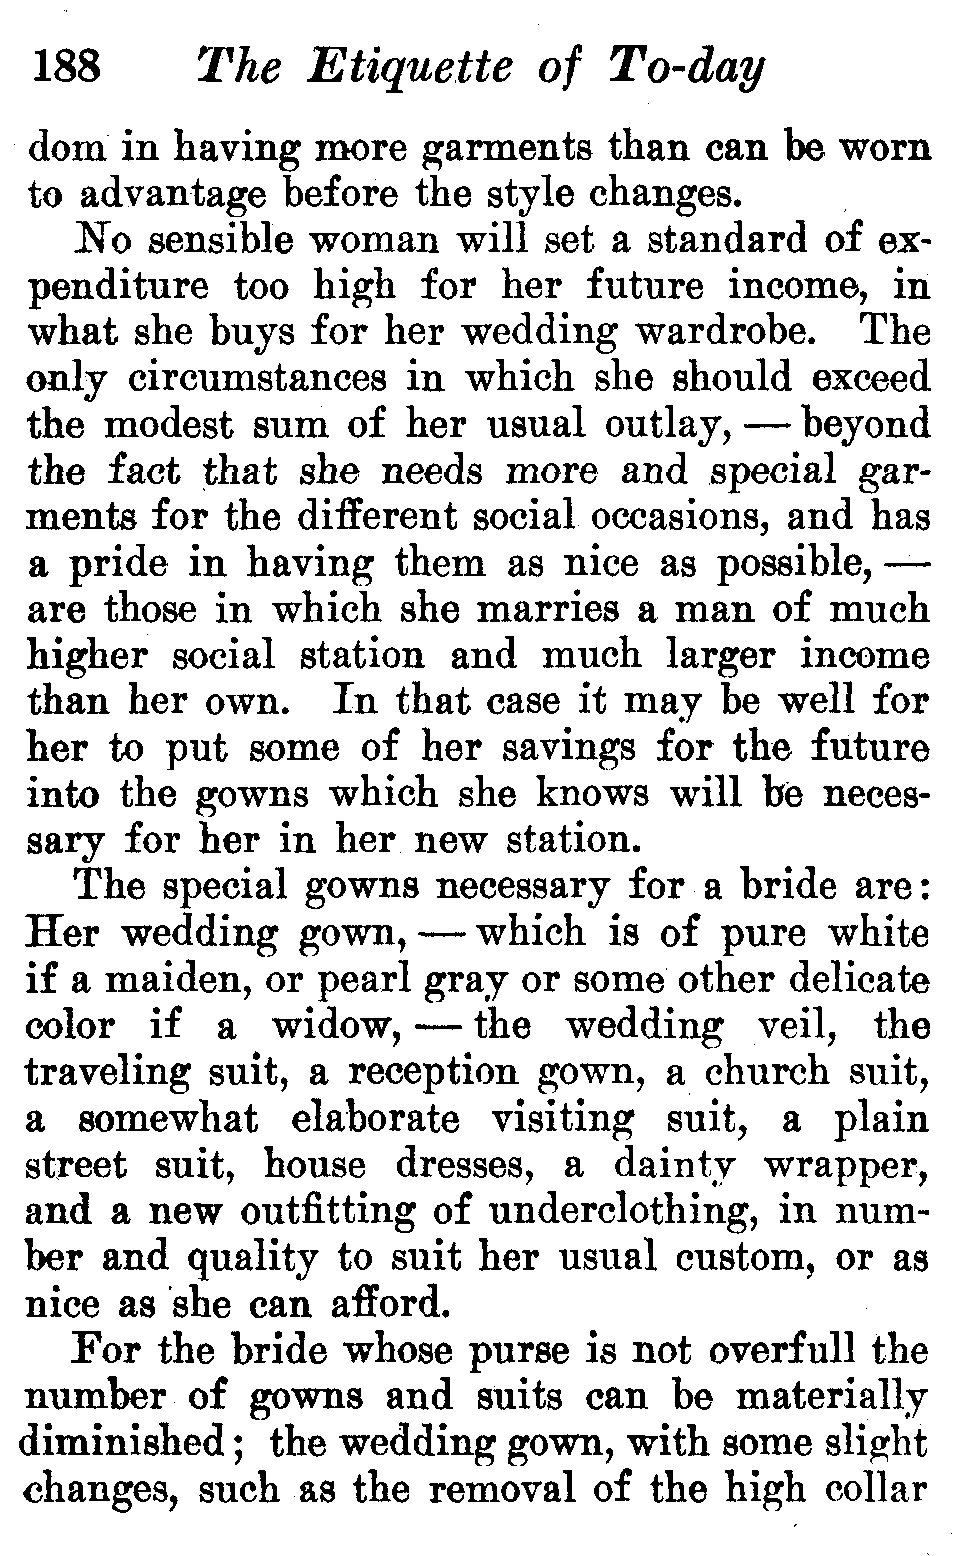 188 The Etiquette of To-day
dom in having more garments than can be worn
to advantage before the style changes.
No sensible woman will set a standard of ex-
penditure too high for her future income, in
what she buys for her wedding wardrobe. The
only circumstances in which she should exceed
the modest sum of her usual outlay, — beyond
the fact that she needs more and special gar-
ments for the different social occasions, and has
a pride in having them as nice as possible, —
are those in which she marries a man of much
higher social station and much larger income
than her own. In that case it may be well for
her to put some of her savings for the future
into the gowns which she knows will be neces-
sary for her in her new station.
The special gowns necessary for a bride are:
Her wedding gown, — which is of pure white
if a maiden, or pearl gray or some other delicate
color if a widow, — the wedding veil, the
traveling suit, a reception gown, a church suit,
a somewhat elaborate visiting suit, a plain
street suit, house dresses, a dainty wrapper,
and a new outfitting of underclothing, in num-
ber and quality to suit her usual custom, or as
nice as she can afford.
For the bride whose purse is not overfull the
number of gowns and suits can be materially
diminished; the wedding gown, with some slight
changes, such as the removal of the high collar